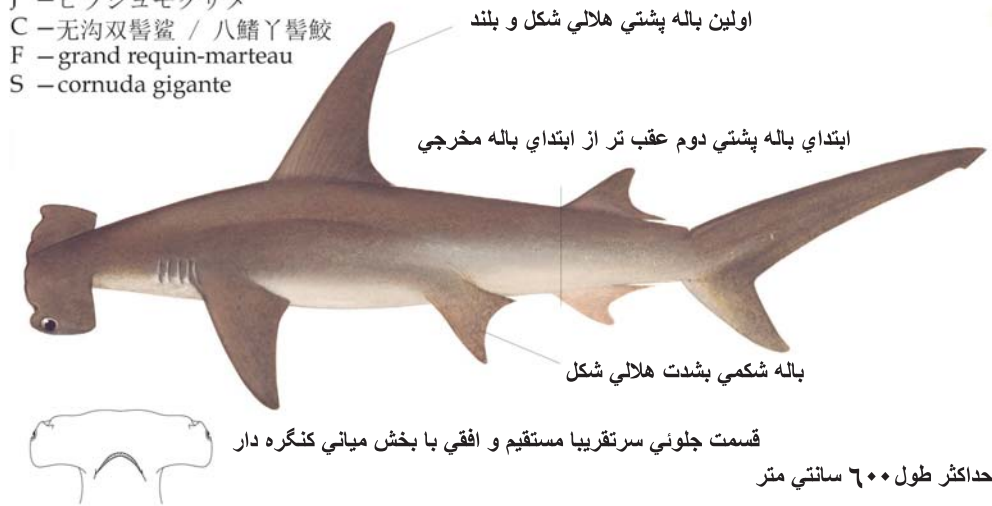 C –无沟双髻鲨 / 八鰭丫髻鮫
F –grand requin-marteau
S –cornuda gigante
اولين باله پشتي هلالي شكل و بلند
ابتداي باله پشتي دوم عقب تر از ابتداي باله مخرجي
باله شكمي بشدت هلالي شكل
قسمت جلوئي سرتقريبا مستقيم و افقي با بخش مياني كنگره دار
حداكثر طول ٦٠٠ سانتي متر